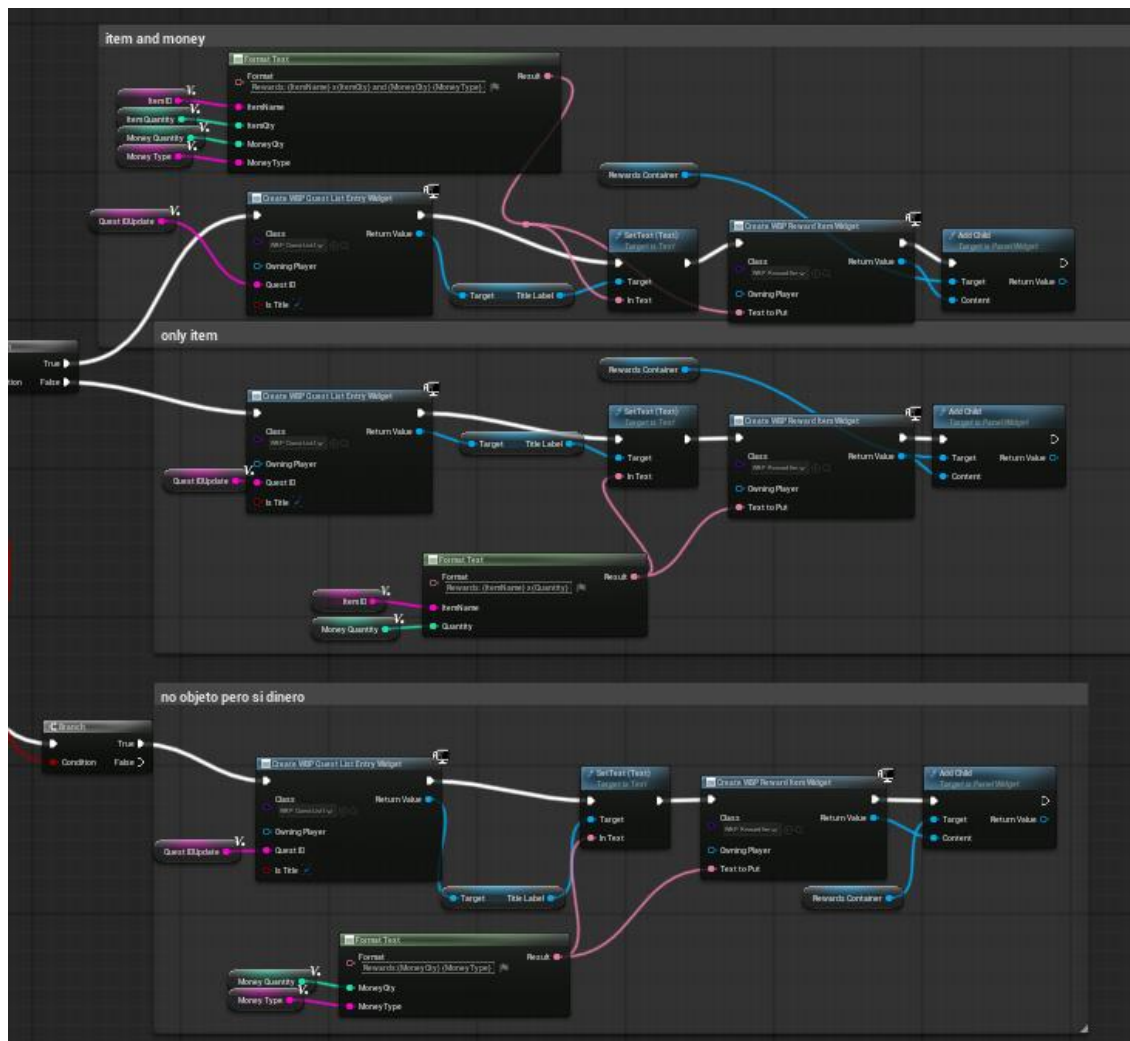 item and money
Format Text
Format
Result
Rewards: {ItemName} x{ItemQty} and {MoneyQty} {MoneyType}
ItemID
ItemName
Item Quantity
ItemQty
Money Quantity
MoneyQty
Money Type
MoneyType
Rewards Container
Create WBP Quest List Entry Widget
Quest IDUpdate
Class
Return Value
Owning Player
Quest ID
Is Title
Target
Title Label
SetText (Text)
Target is Text
Target
In Text
Create WBP Reward Item Widget
Class
Return Value
Owning Player
Text to Put
Add Child
Target is Panel Widget
Target
Return Value
Content
only item
True
False
Rewards Container
Create WBP Quest List Entry Widget
Class
Return Value
Owning Player
Quest IDUpdate
Quest ID
Is Title
Target
Title Label
SetText (Text)
Target is Text
Target
In Text
Create WBP Reward Item Widget
Class
Return Value
Owning Player
Text to Put
Add Child
Target is Panel Widget
Target
Return Value
Content
Format Text
Format
Result
Rewards: {ItemName} x{Quantity}
ItemID
ItemName
Money Quantity
Quantity
no objeto pero si dinero
Branch
True
Condition
False
Create WBP Quest List Entry Widget
Class
Return Value
Owning Player
Quest IDUpdate
Quest ID
Is Title
Target
Title Label
SetText (Text)
Target is Text
Target
In Text
Create WBP Reward Item Widget
Class
Return Value
Owning Player
Text to Put
Add Child
Target is Panel Widget
Target
Return Value
Content
Rewards Container
Format Text
Format
Result
Rewards:{MoneyQty} {MoneyType}
Money Quantity
MoneyQty
Money Type
MoneyType